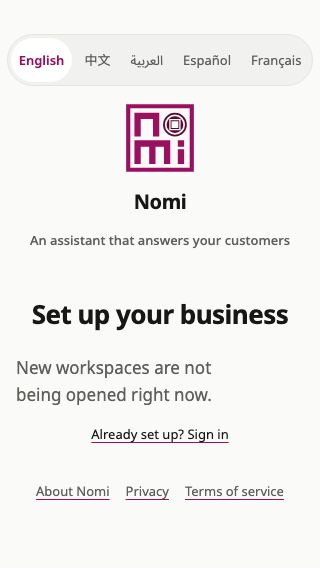 English 中文 العربية Español Français
nomi
Nomi
An assistant that answers your customers
Set up your business
New workspaces are not
being opened right now.
Already set up? Sign in
About Nomi Privacy Terms of service